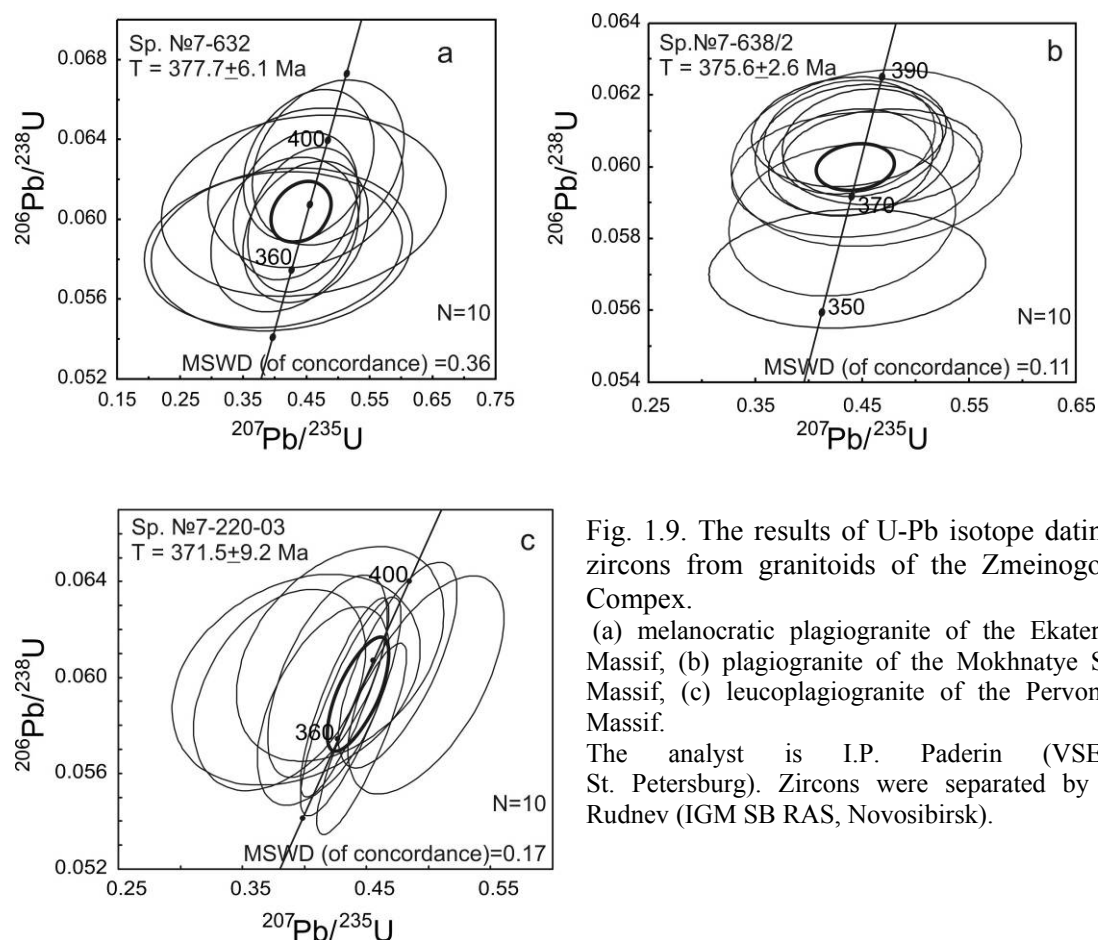 0.068
Sp. №7-632
a
T = 377.7±6.1 Ma
0.064
400
0.060
360
0.056
N=10
MSWD (of concordance) =0.36
0.052
0.15 0.25 0.35 0.45 0.55 0.65 0.75
207Pb/235U
206Pb/238U
0.064
Sp.№7-638/2
b
T = 375.6±2.6 Ma
390
0.062
0.060
370
0.058
0.056
350
N=10
MSWD (of concordance) =0.11
0.054
0.25 0.35 0.45 0.55 0.65
207Pb/235U
206Pb/238U
Sp. №7-220-03
T = 371.5±9.2 Ma
c
0.064
400
0.060
360
0.056
N=10
MSWD (of concordance)=0.17
0.052
0.25 0.35 0.45 0.55
207Pb/235U
206Pb/238U
Fig. 1.9. The results of U-Pb isotope datin
zircons from granitoids of the Zmeinogo
Compex.
(a) melanocratic plagiogranite of the Ekater
Massif, (b) plagiogranite of the Mokhnatye S
Massif, (c) leucoplagiogranite of the Pervon
Massif.
The analyst is I.P. Paderin (VSE
St. Petersburg). Zircons were separated by
Rudnev (IGM SB RAS, Novosibirsk).